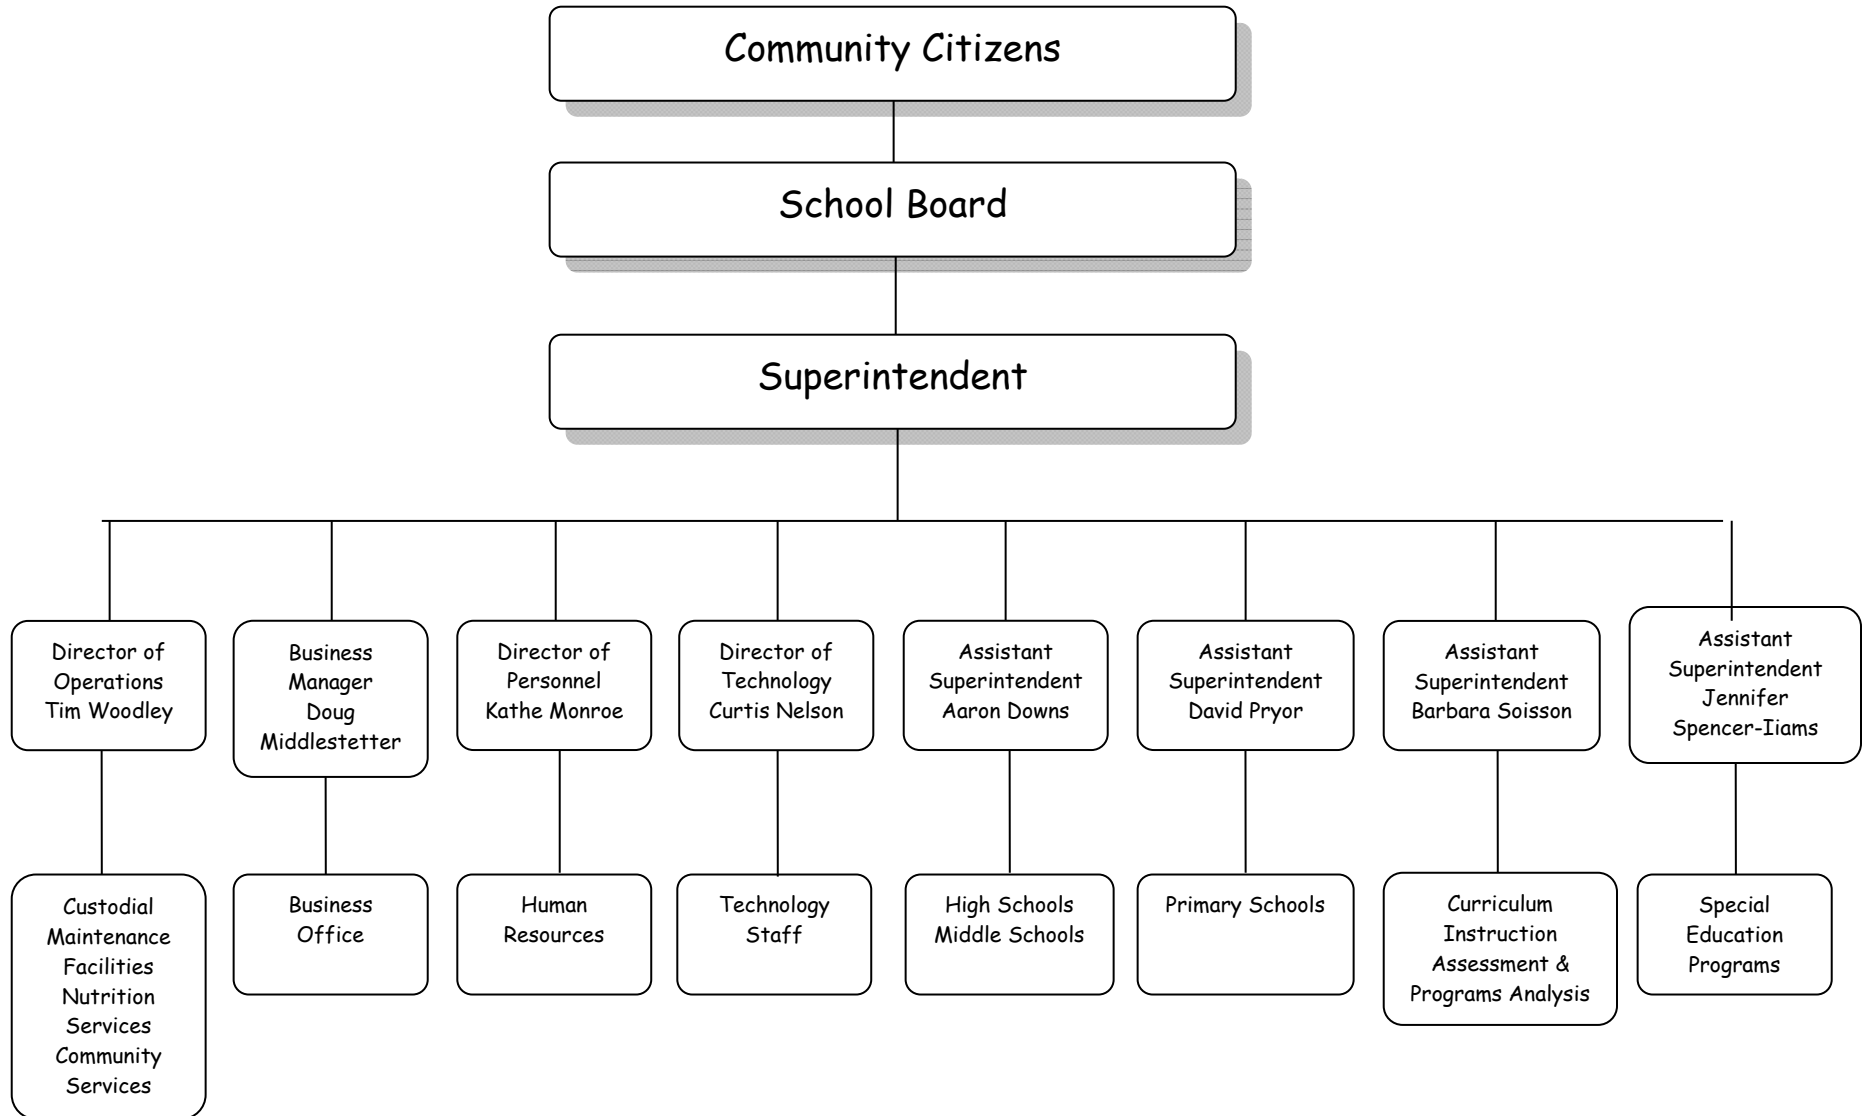 Community Citizens
School Board
Superintendent
Director of
Operations
Tim Woodley
Business
Manager
Doug
Middlestetter
Director of
Personnel
Kathe Monroe
Director of
Technology
Curtis Nelson
Assistant
Superintendent
Aaron Downs
Assistant
Superintendent
David Pryor
Assistant
Superintendent
Barbara Soisson
Assistant
Superintendent
Jennifer
Spencer-Iiams
Custodial
Maintenance
Facilities
Nutrition
Services
Community
Services
Business
Office
Human
Resources
Technology
Staff
High Schools
Middle Schools
Primary Schools
Curriculum
Instruction
Assessment &
Programs Analysis
Special
Education
Programs